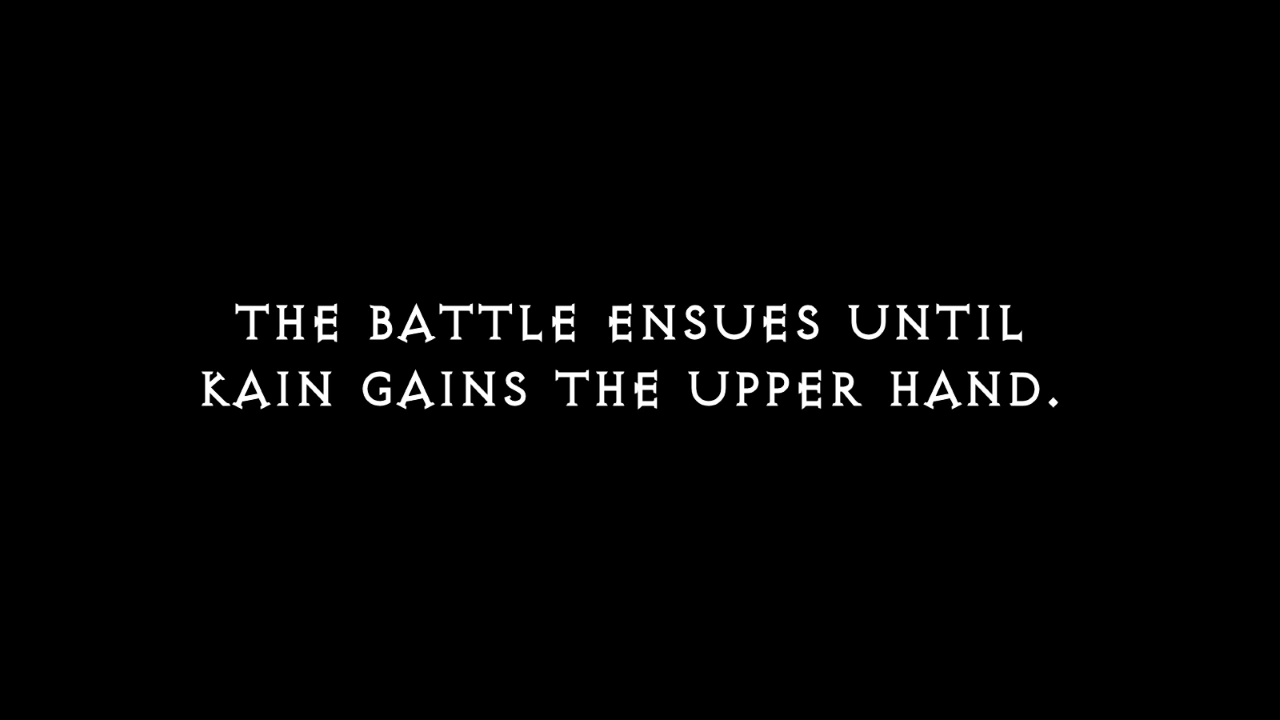 THE BATTLE ENSUES UNTIL
KAIN GAINS THE UPPER HAND.